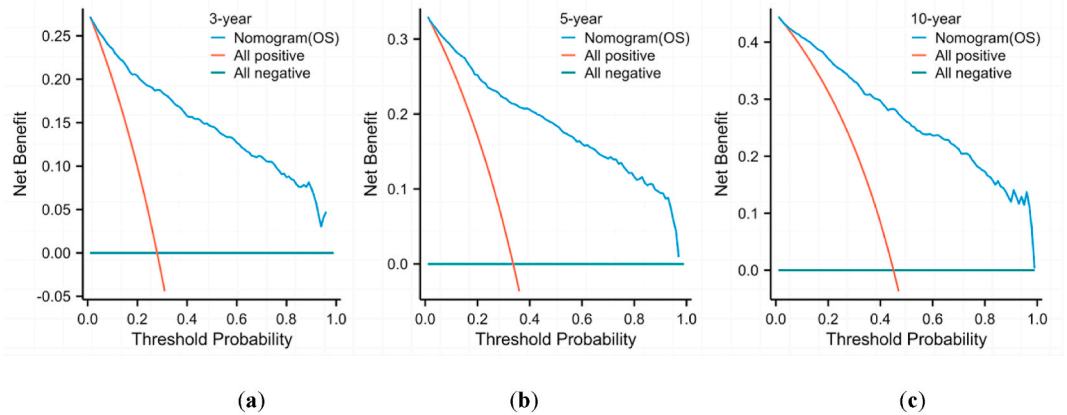 3-year
Nomogram(OS)
All positive
All negative
Net Benefit
0.25
0.20
0.15
0.10
0.05
0.00
-0.05
0.0 0.2 0.4 0.6 0.8 1.0
Threshold Probability
(a)
5-year
Nomogram(OS)
All positive
All negative
Net Benefit
0.3
0.2
0.1
0.0
0.0 0.2 0.4 0.6 0.8 1.0
Threshold Probability
(b)
10-year
Nomogram(OS)
All positive
All negative
Net Benefit
0.4
0.3
0.2
0.1
0.0
0.0 0.2 0.4 0.6 0.8 1.0
Threshold Probability
(c)